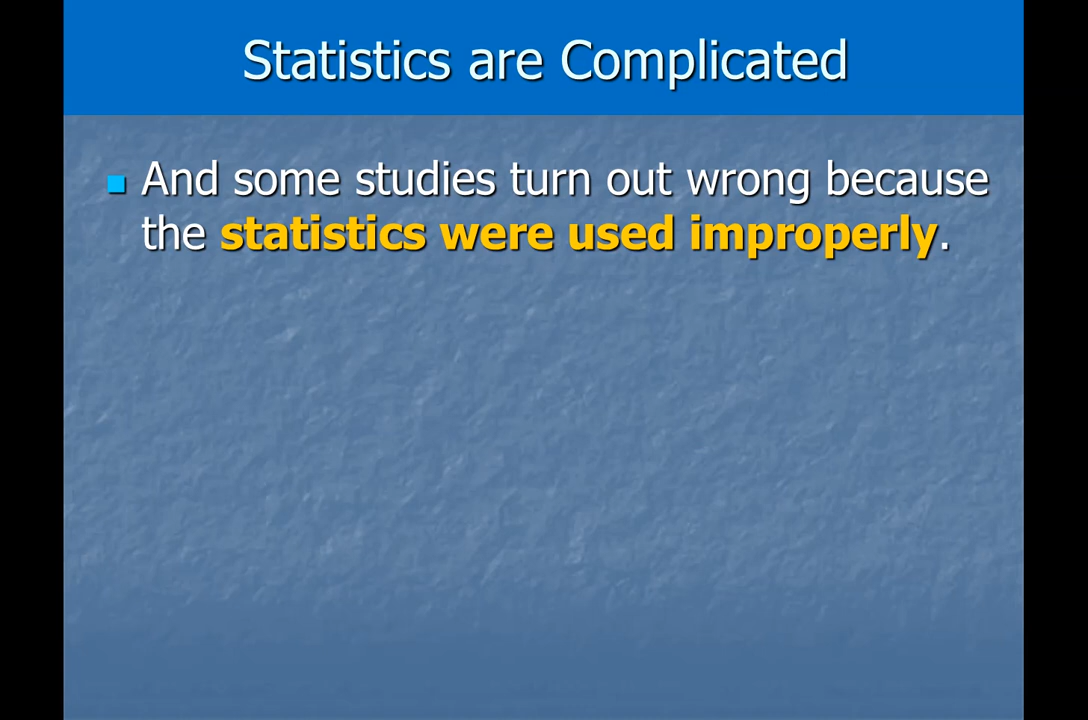 Statistics are Complicated
And some studies turn out wrong because
the statistics were used improperly.